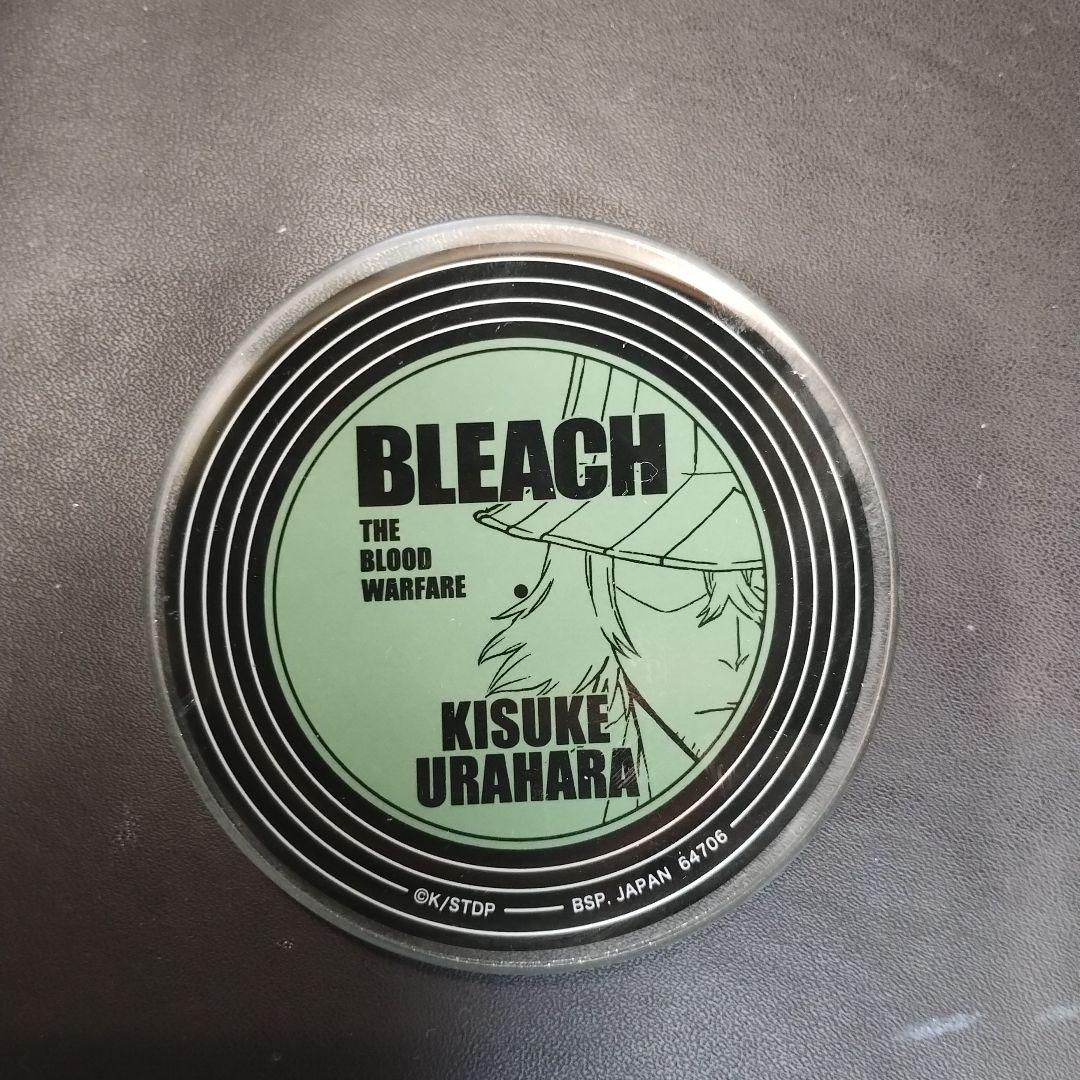 BLEACH
THE
BLOOD
WARFARE
KISUKE
URAHARA
©K/STDP
BSP. JAPAN 64706